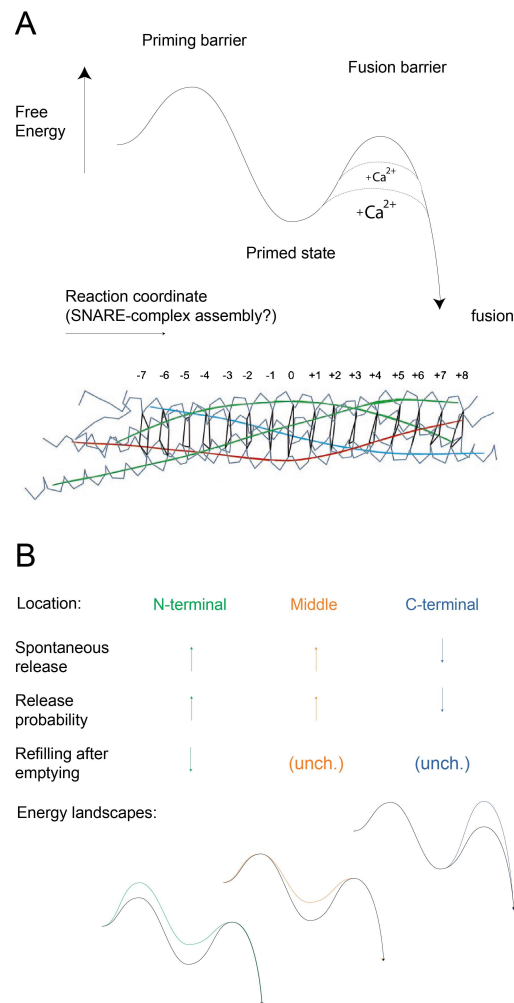 A
Priming barrier
Fusion barrier
Free
Energy
+Ca2+
+Ca2+
Primed state
Reaction coordinate
(SNARE-complex assembly?)
fusion
-7 -6 -5 -4 -3 -2 -1 0 +1 +2 +3 +4 +5 +6 +7 +8
B
Location: N-terminal Middle C-terminal
Spontaneous
release
Release
probability
Refilling after
emptying
(unch.) (unch.)
Energy landscapes: